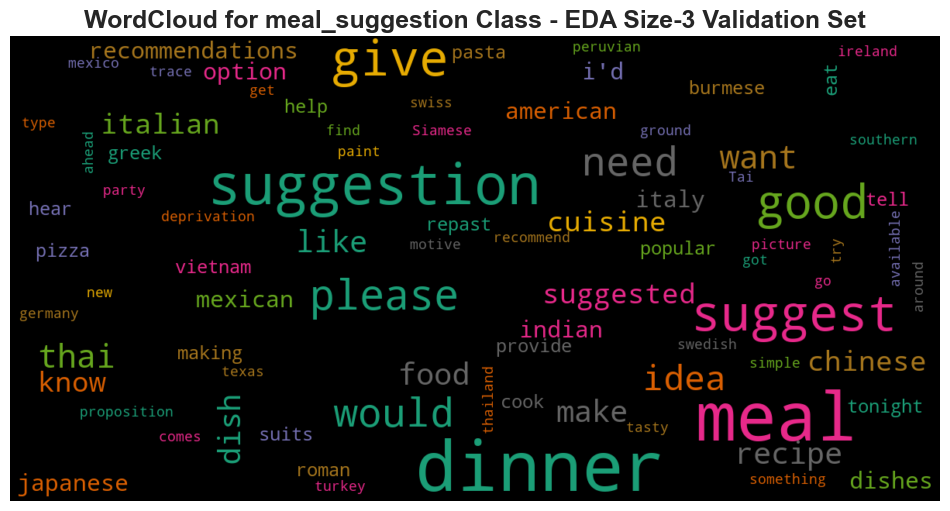 WordCloud for meal_suggestion Class - EDA Size-3 Validation Set
recommendations give pasta peruvian ireland
mexico trace option i'd eat
get burmese
type italian help swiss american
find Siamese ground southern
ahead greek paint need want
suggestion Tai good tell
party italy
hear deprivation repast cuisine available
pizza like motive recommend popular picture try
vietnam got
new mexican please suggested go around
germany suggest
indian
thai making provide swedish chinese
know texas food idea simple
dish thailand cook make meal tonight
proposition would tasty
comes suits recipe
roman dinner
japanese turkey something dishes